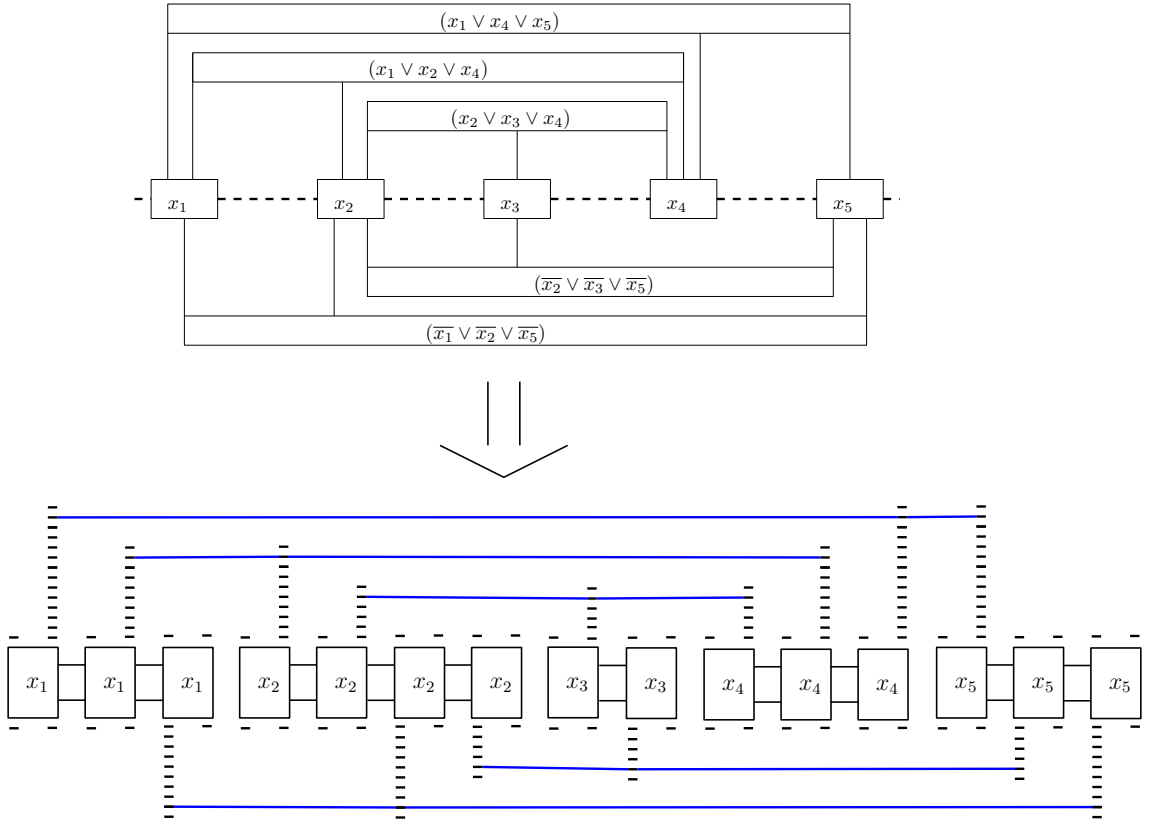 (x₁ ∨ x₄ ∨ x₅)
(x₁ ∨ x₂ ∨ x₄)
(x₂ ∨ x₃ ∨ x₄)
x₁ x₂ x₃ x₄ x₅
(x̅₂ ∨ x̅₃ ∨ x̅₅)
(x̅₁ ∨ x̅₂ ∨ x̅₅)
x₁ x₁ x₁ x₂ x₂ x₂ x₂ x₃ x₃ x₄ x₄ x₄ x₅ x₅ x₅